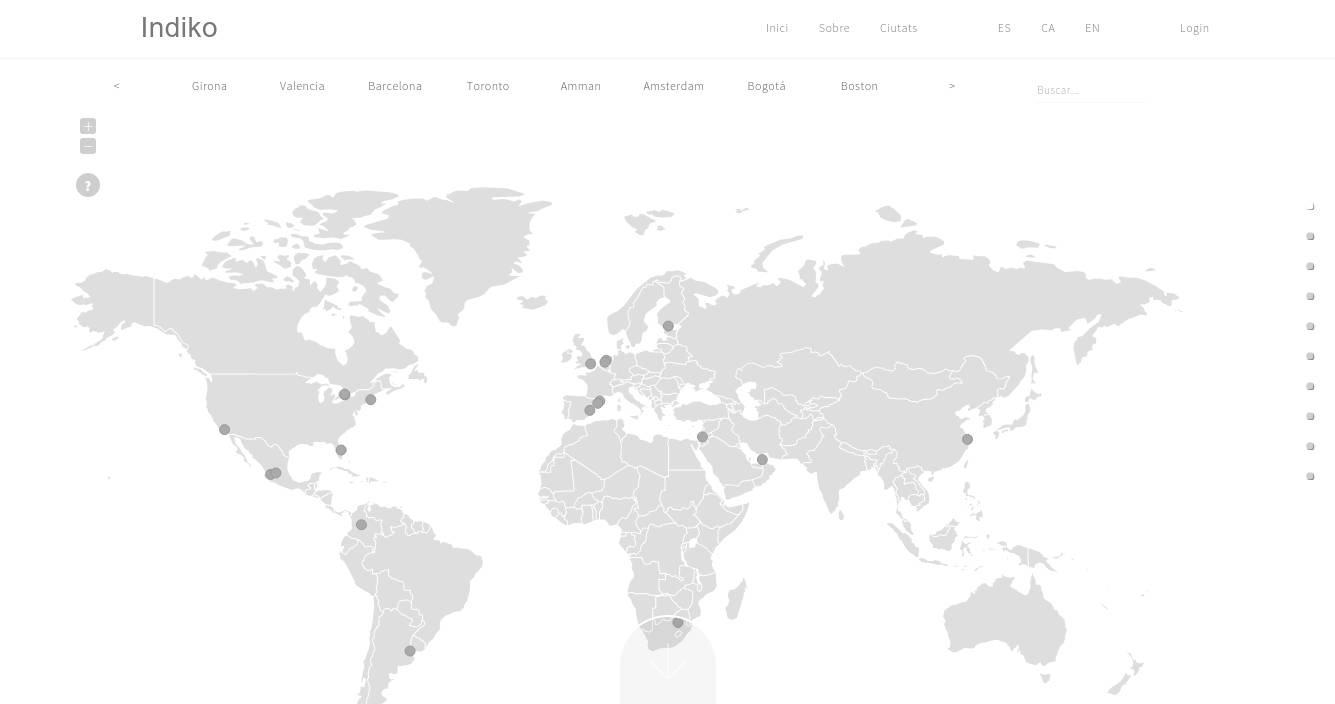 Indiko Inici Sobre Ciutats ES CA EN Login
< Girona Valencia Barcelona Toronto Amman Amsterdam Bogotá Boston > Buscar...
+
−
?